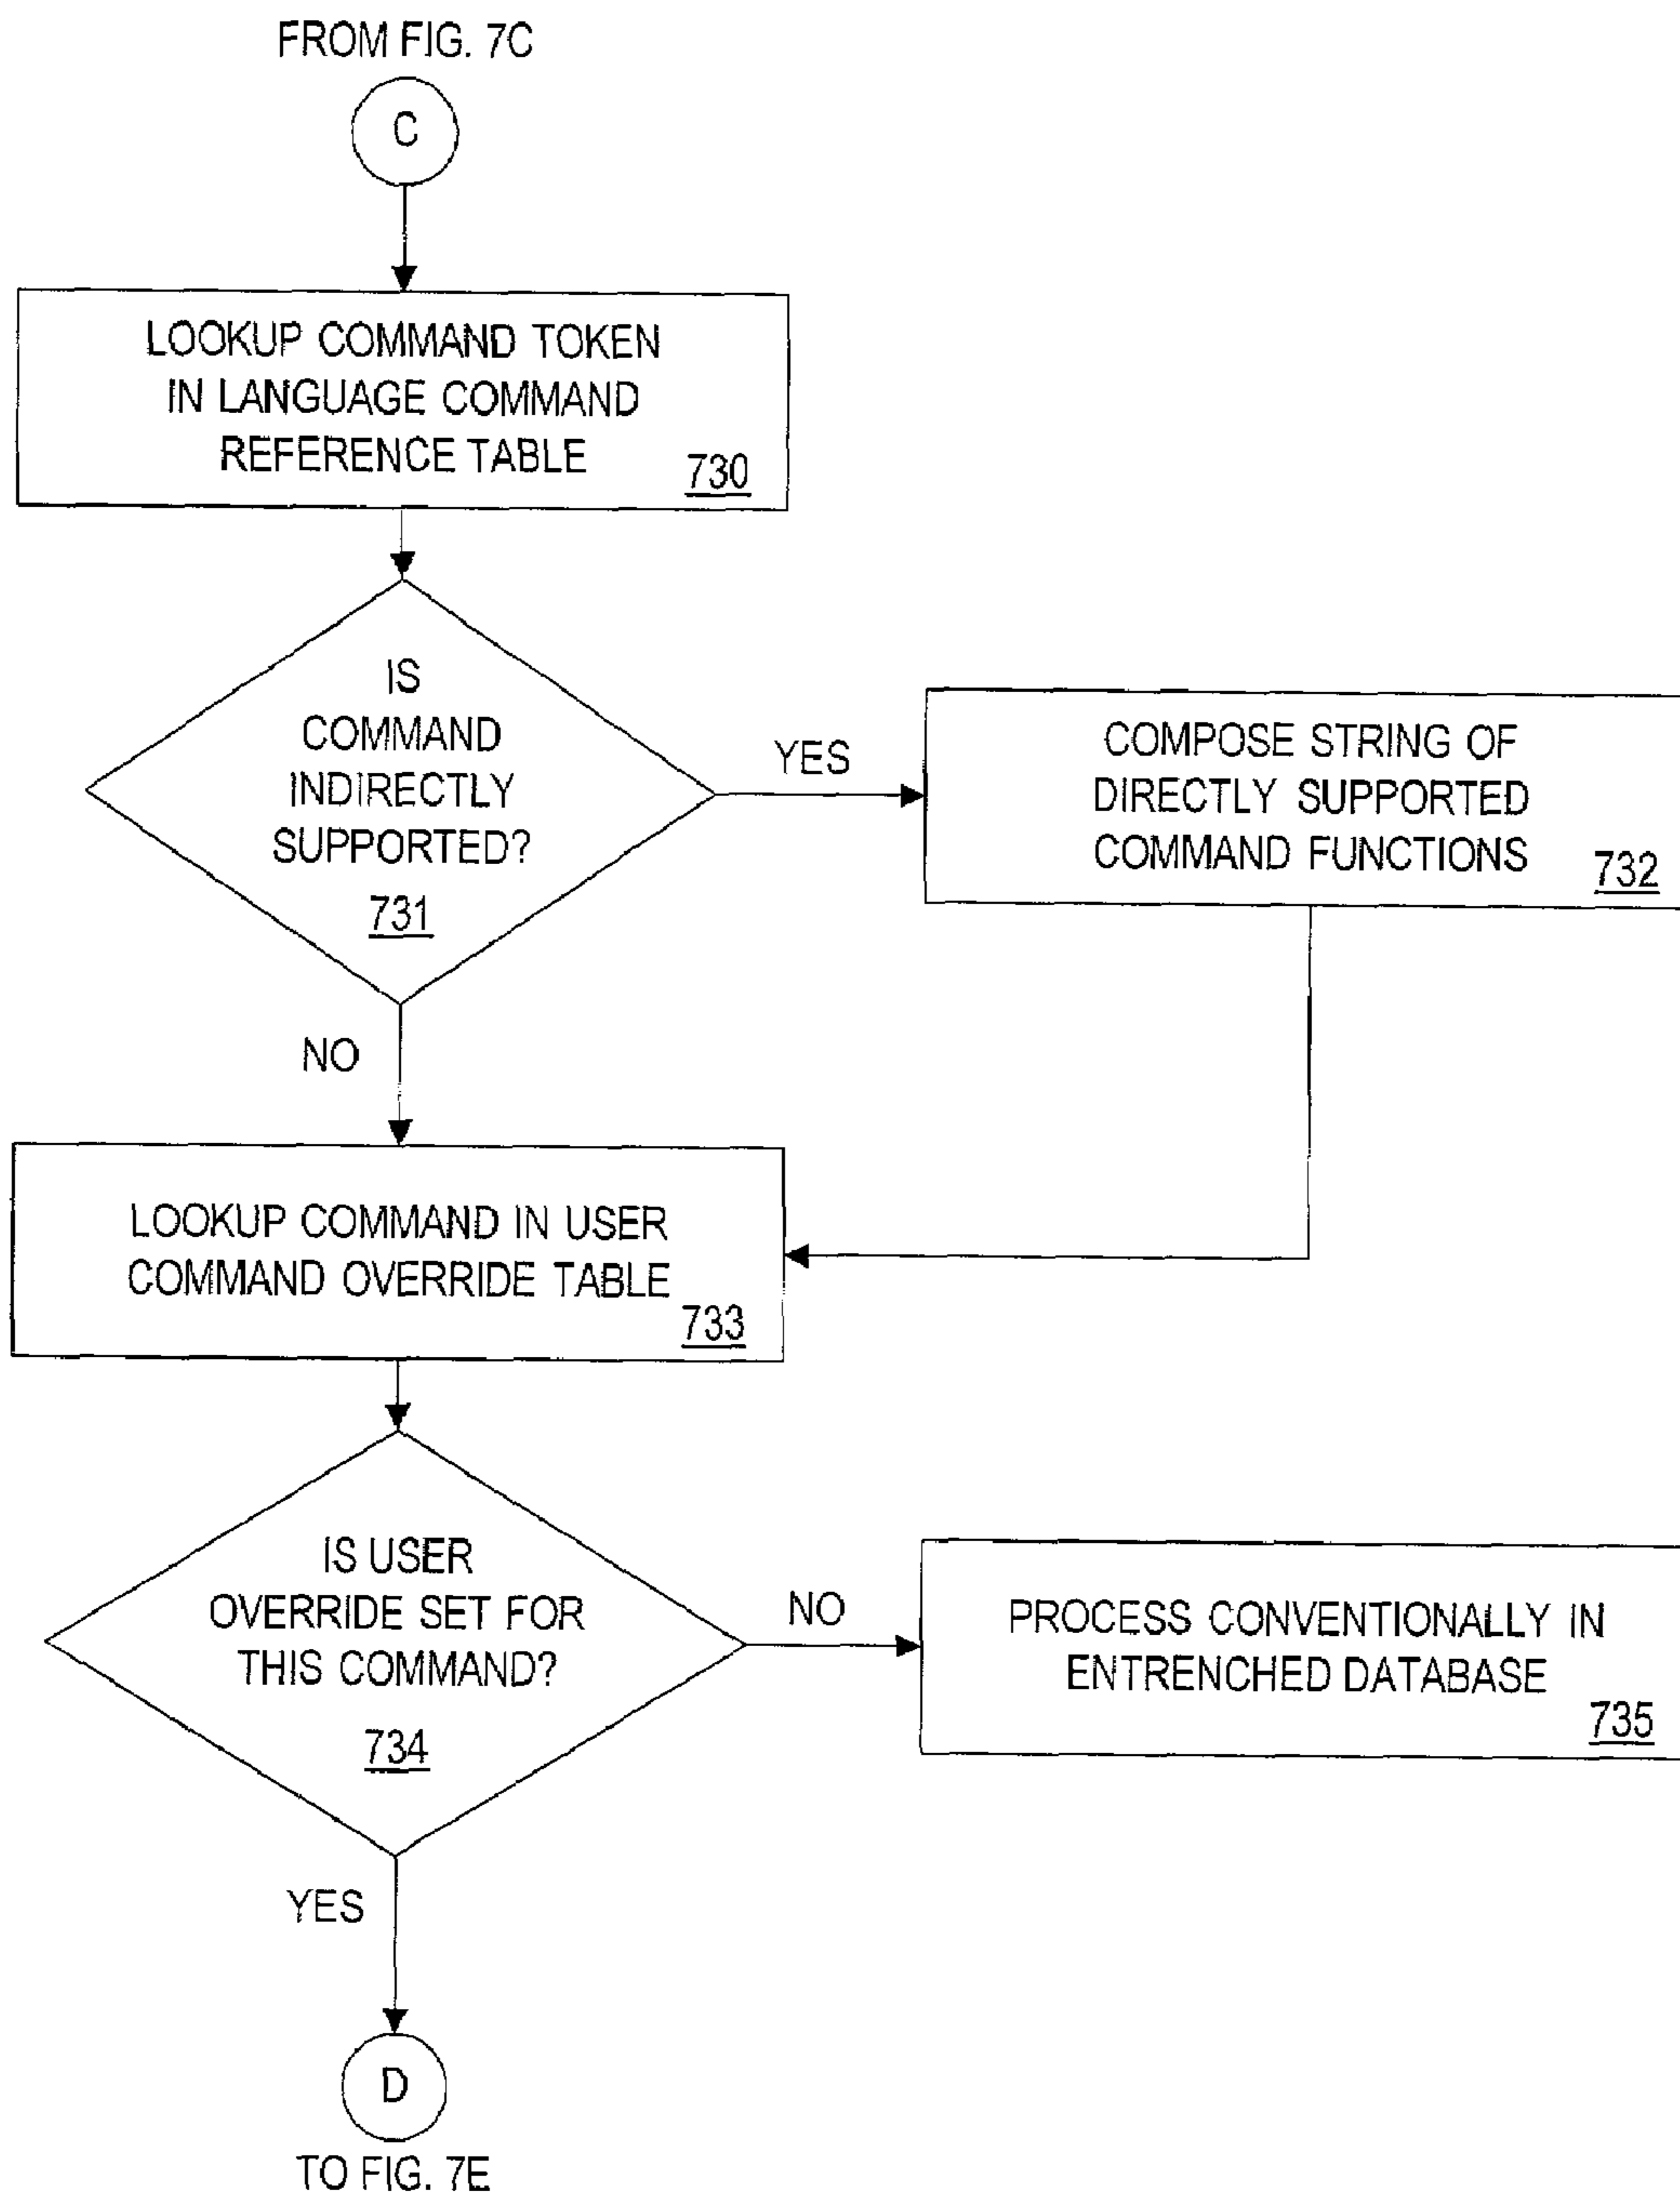 FROM FIG. 7C
C
LOOKUP COMMAND TOKEN
IN LANGUAGE COMMAND
REFERENCE TABLE
730
IS
COMMAND
INDIRECTLY
SUPPORTED?
731
YES
COMPOSE STRING OF
DIRECTLY SUPPORTED
COMMAND FUNCTIONS
732
NO
LOOKUP COMMAND IN USER
COMMAND OVERRIDE TABLE
733
IS USER
OVERRIDE SET FOR
THIS COMMAND?
734
NO
PROCESS CONVENTIONALLY IN
ENTRENCHED DATABASE
735
YES
D
TO FIG. 7E